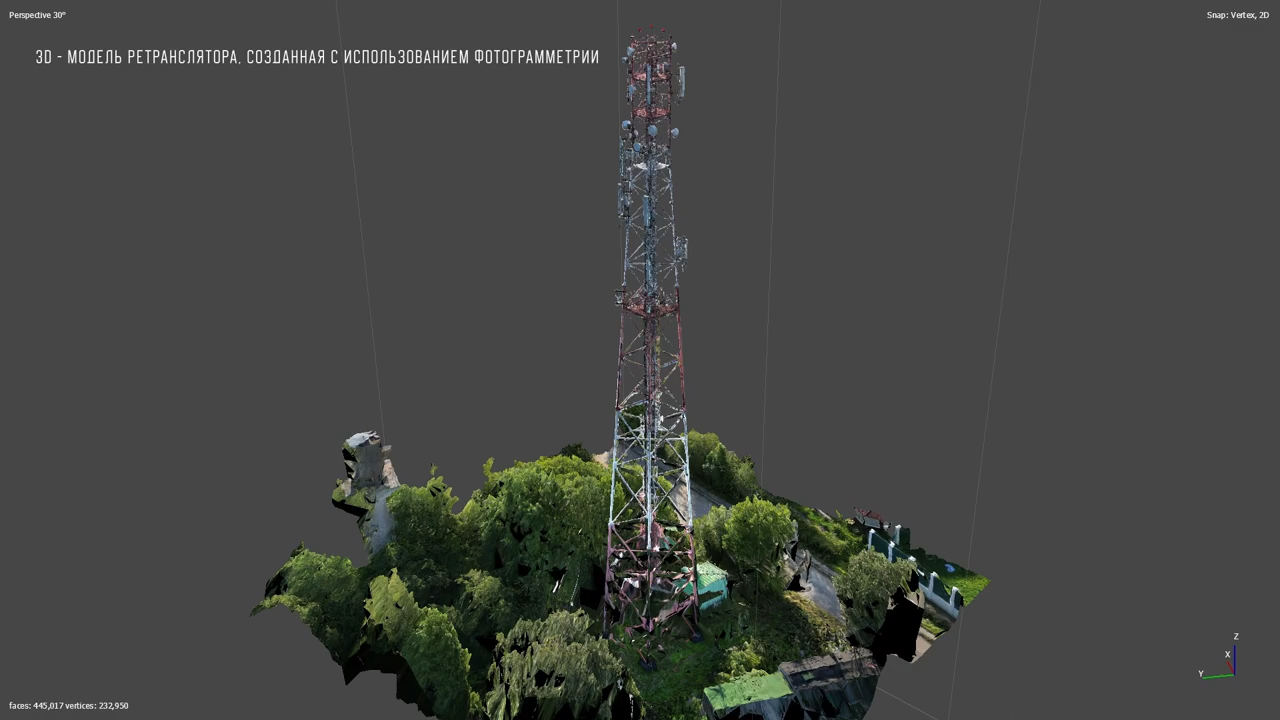 Perspective 30°
Snap: Vertex, 2D
3D - МОДЕЛЬ РЕТРАНСЛЯТОРА, СОЗДАННАЯ С ИСПОЛЬЗОВАНИЕМ ФОТОГРАММЕТРИИ
Z
X
Y
faces: 445,017 vertices: 232,950